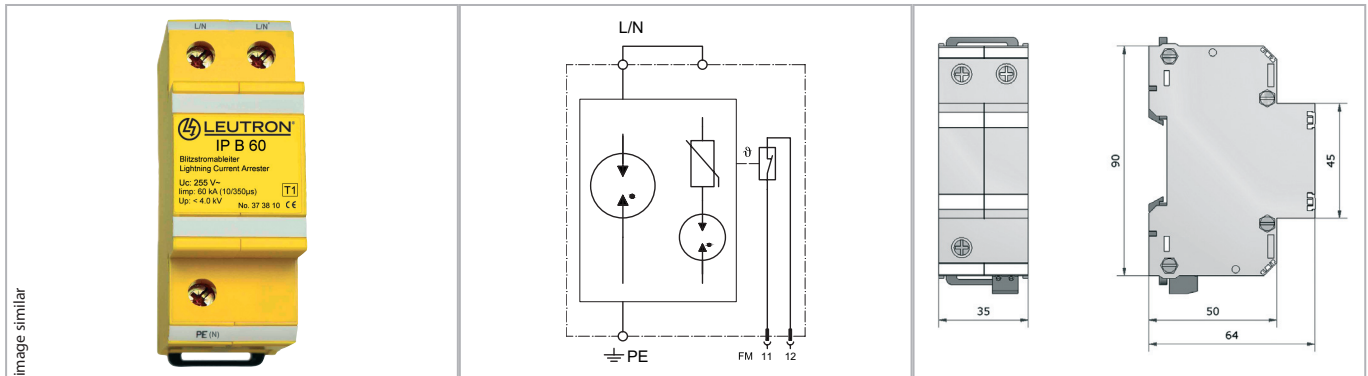 L/N L/N'
LEUTRON
IP B 60
Blitzstromableiter
Lightning Current Arrester
Uc: 255 V~
Iimp: 60 kA (10/350µs)
Up: < 4.0 kV
T1
No. 37 38 10 CE
PE (N)
image similar
L/N
ϑ
PE
FM 11 12
90
45
35
50
64